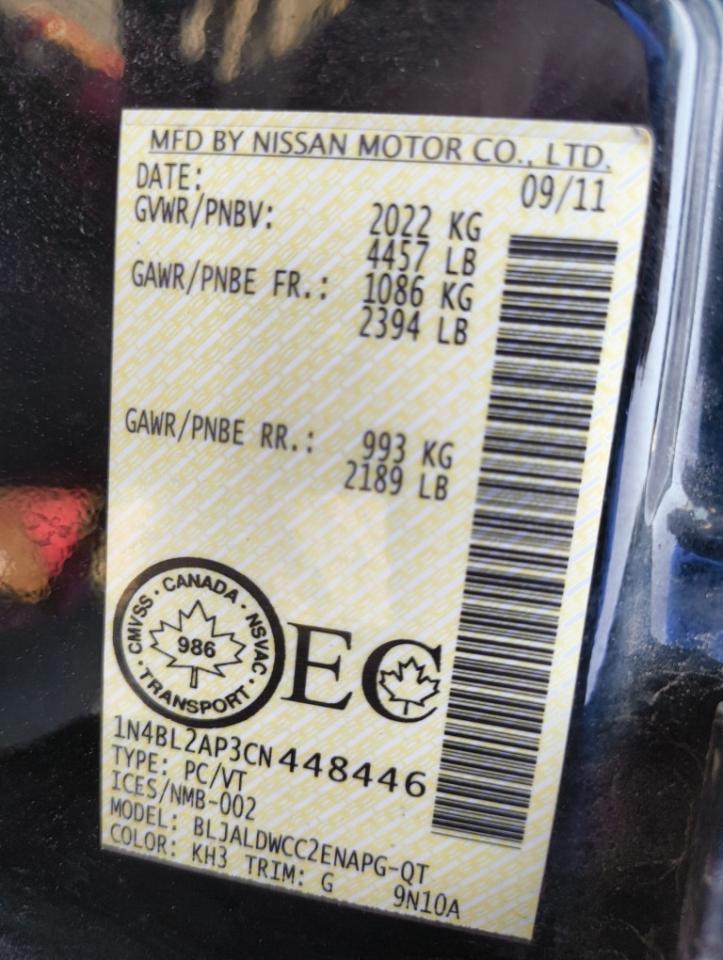 MFD BY NISSAN MOTOR CO., LTD.
DATE: 09/11
GVWR/PNBV: 2022 KG
4457 LB
GAWR/PNBE FR.: 1086 KG
2394 LB
GAWR/PNBE RR.: 993 KG
2189 LB
CMVSS · CANADA · NSVAC · TRANSPORT ·
986
EC
1N4BL2AP3CN448446
TYPE: PC/VT
ICES/NMB-002
MODEL: BLJALDWCC2ENAPG-QT
COLOR: KH3 TRIM: G 9N10A